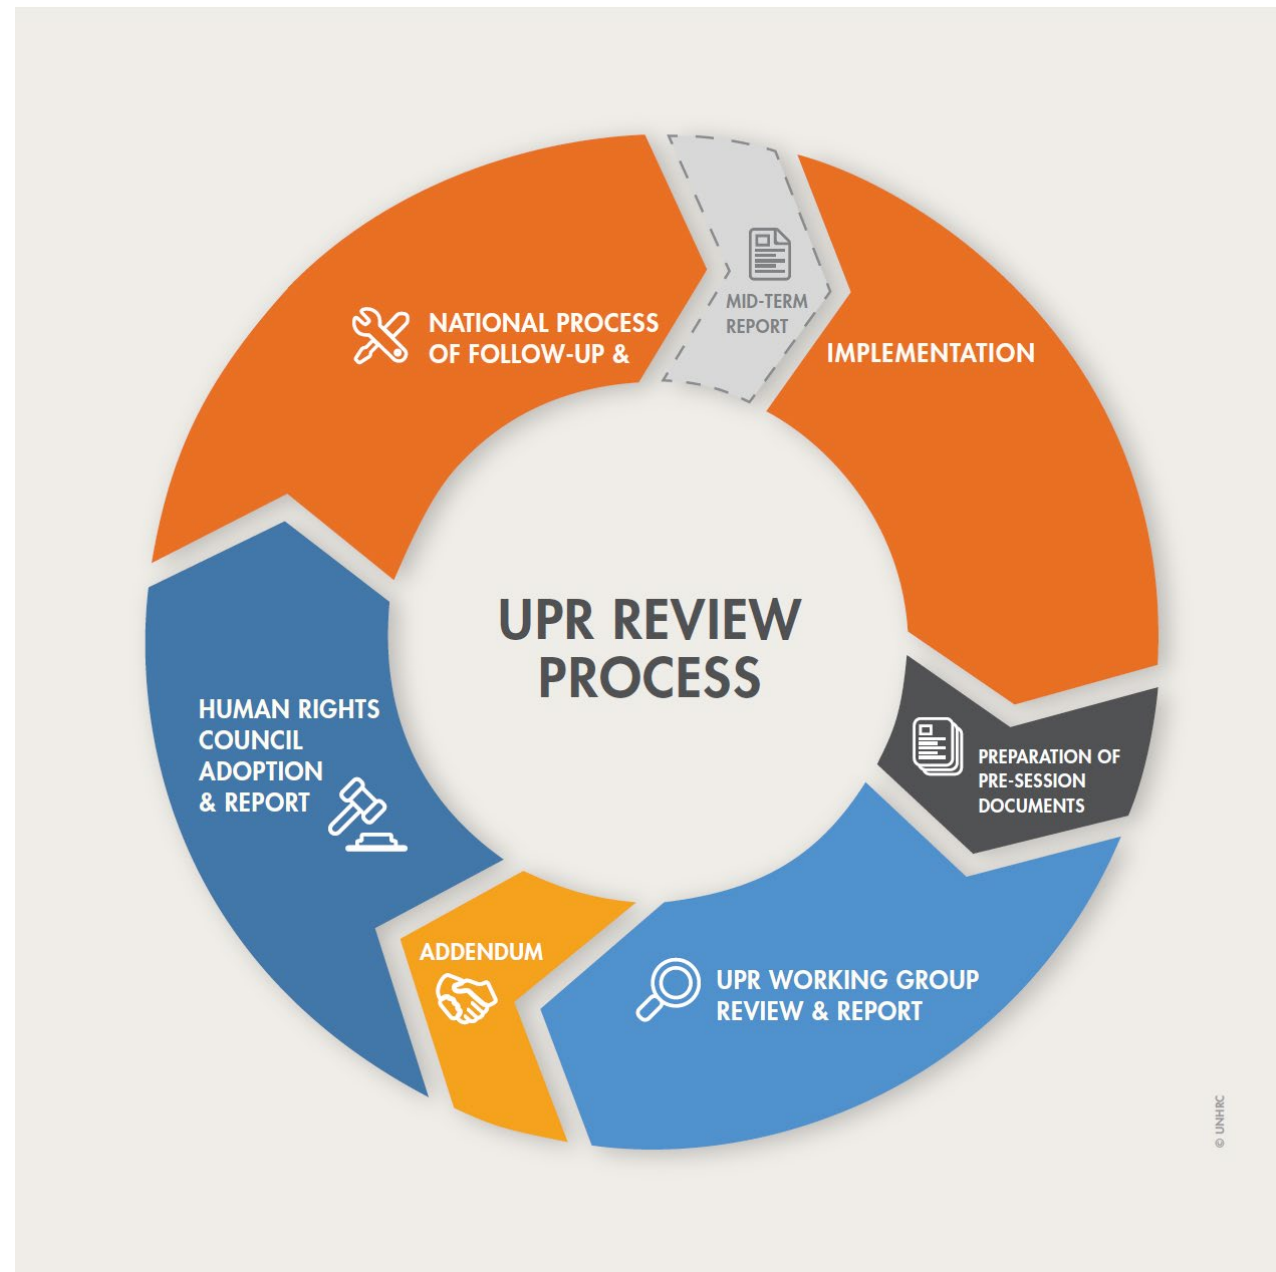 MID-TERM
REPORT
NATIONAL PROCESS
OF FOLLOW-UP &
IMPLEMENTATION
UPR REVIEW
PROCESS
HUMAN RIGHTS
COUNCIL
ADOPTION
& REPORT
PREPARATION OF
PRE-SESSION
DOCUMENTS
ADDENDUM
UPR WORKING GROUP
REVIEW & REPORT
© UNHRC